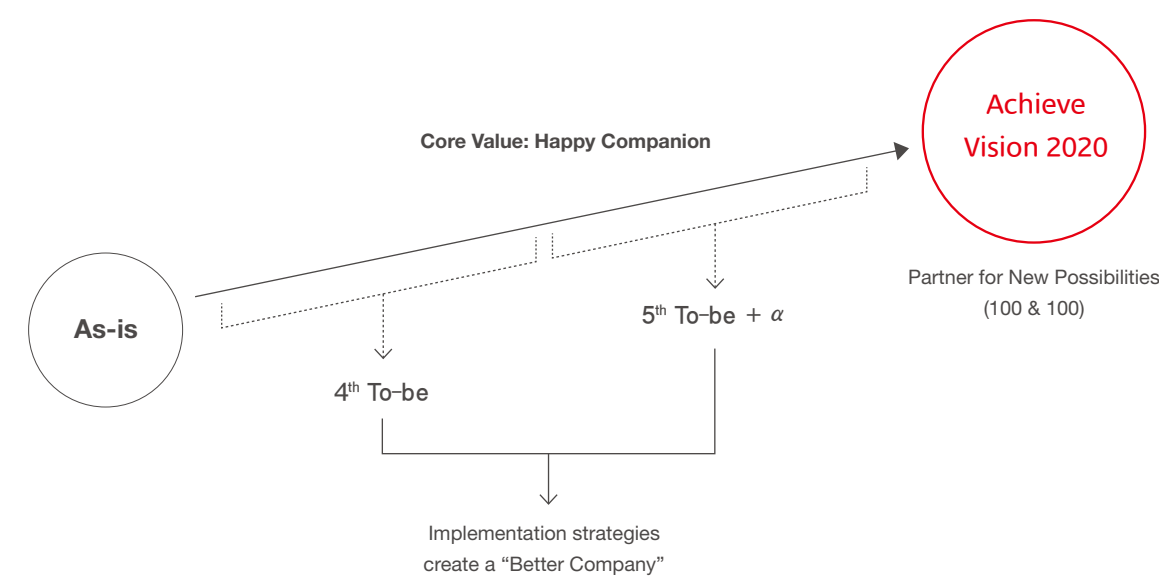 Achieve
Vision 2020
Core Value: Happy Companion
Partner for New Possibilities
(100 & 100)
As-is
5th To-be + α
4th To-be
Implementation strategies
create a “Better Company”